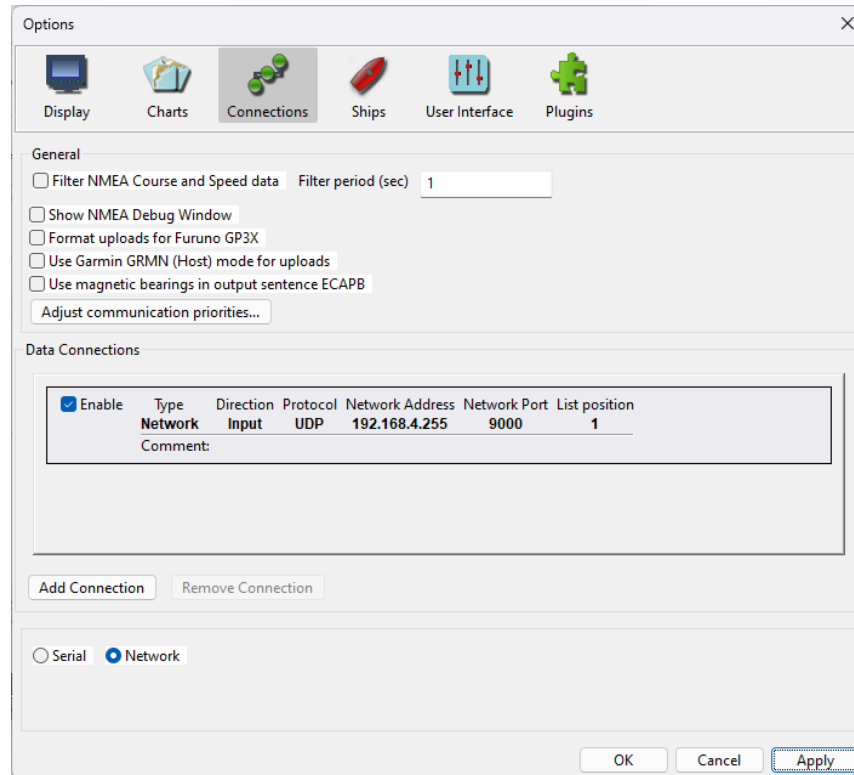 Options
Display Charts Connections Ships User Interface Plugins
General
Filter NMEA Course and Speed data Filter period (sec) 1
Show NMEA Debug Window
Format uploads for Furuno GP3X
Use Garmin GRMN (Host) mode for uploads
Use magnetic bearings in output sentence ECAPB
Adjust communication priorities...
Data Connections
Enable Type Direction Protocol Network Address Network Port List position
Network Input UDP 192.168.4.255 9000 1
Comment:
Add Connection Remove Connection
Serial Network
OK Cancel Apply